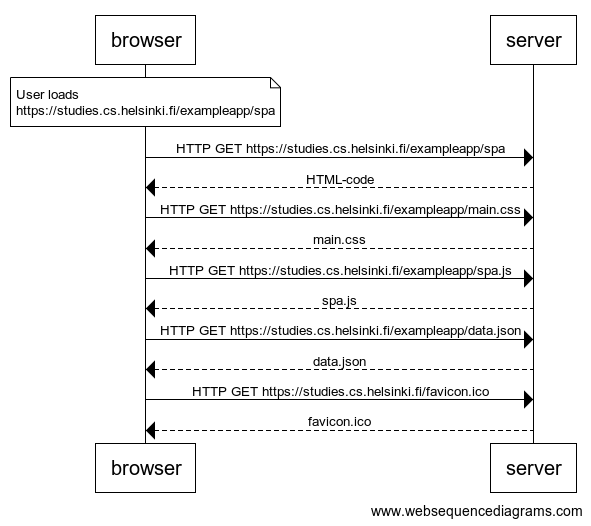 browser
server
User loads
https://studies.cs.helsinki.fi/exampleapp/spa
HTTP GET https://studies.cs.helsinki.fi/exampleapp/spa
HTML-code
HTTP GET https://studies.cs.helsinki.fi/exampleapp/main.css
main.css
HTTP GET https://studies.cs.helsinki.fi/exampleapp/spa.js
spa.js
HTTP GET https://studies.cs.helsinki.fi/exampleapp/data.json
data.json
HTTP GET https://studies.cs.helsinki.fi/favicon.ico
favicon.ico
browser
server
www.websequencediagrams.com